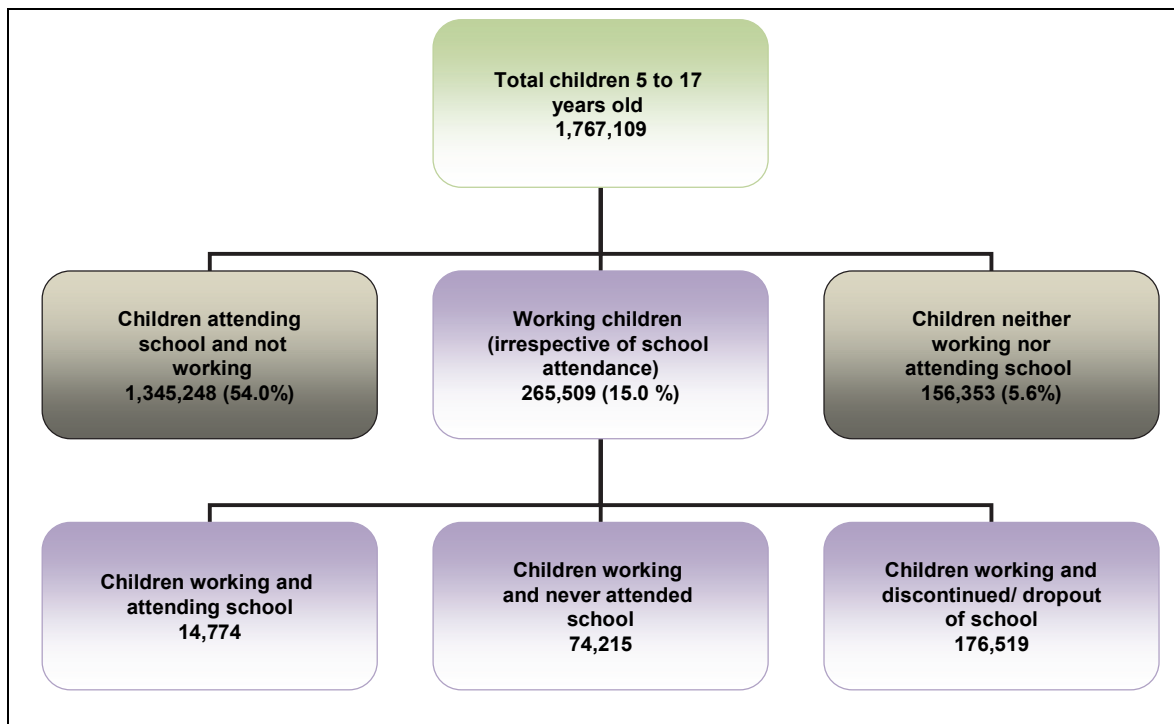 Total children 5 to 17
years old
1,767,109
Children attending
school and not
working
1,345,248 (54.0%)
Working children
(irrespective of school
attendance)
265,509 (15.0 %)
Children neither
working nor
attending school
156,353 (5.6%)
Children working and
attending school
14,774
Children working
and never attended
school
74,215
Children working and
discontinued/ dropout
of school
176,519